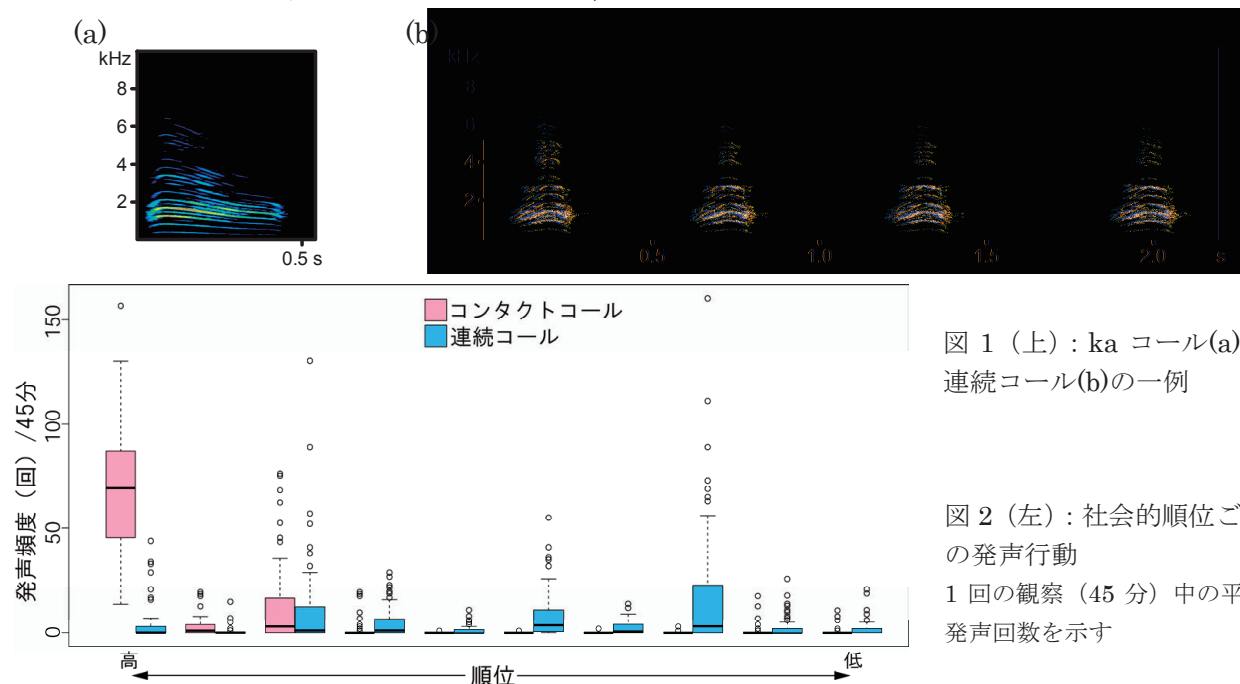 (a)
(b)
kHz
8
6
4
2
0.5 s
kHz
8
6
4
2
0.5
1.0
1.5
2.0
s
コンタクトコール
連続コール
発声頻度（回）/45分
150
100
50
0
高
低
順位
図 1（上）: ka コール(a)
連続コール(b)の一例
図 2（左）: 社会的順位ご
の発声行動
1 回の観察（45 分）中の平
発声回数を示す